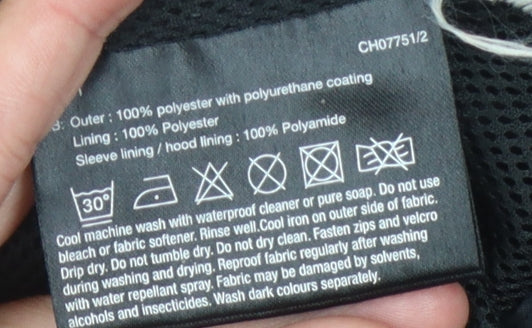 CH07751/2
B: Outer : 100% polyester with polyurethane coating
Lining : 100% Polyester
Sleeve lining / hood lining : 100% Polyamide
30°
Cool machine wash with waterproof cleaner or pure soap. Do not use
bleach or fabric softener. Rinse well.Cool iron on outer side of fabric.
Drip dry. Do not tumble dry. Do not dry clean. Fasten zips and velcro
during washing and drying. Reproof fabric regularly after washing
with water repellant spray. Fabric may be damaged by solvents,
alcohols and insecticides. Wash dark colours separately.